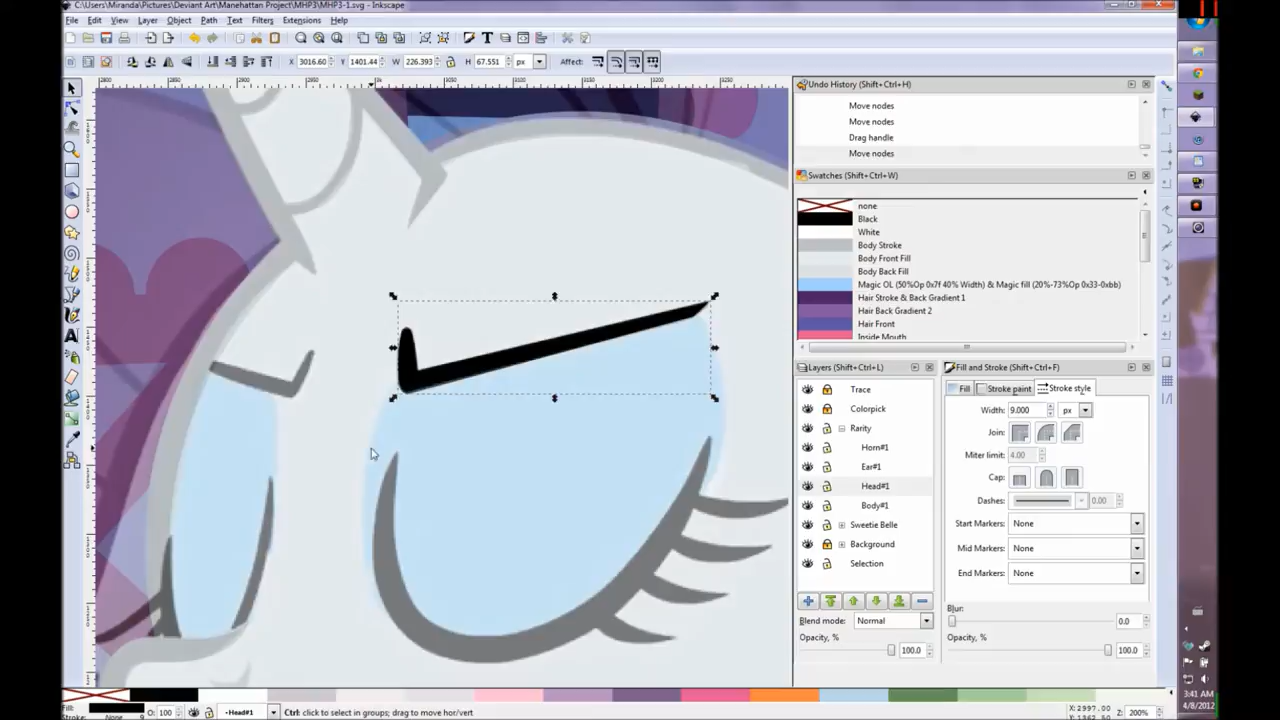 C:\Users\Miranda\Pictures\Deviant Art\Manehattan Project\MHP3\MHP3-1.svg - Inkscape
File Edit View Layer Object Path Text Filters Extensions Help
X 3016.60 Y 1401.44 W 226.393 H 67.551 px Affect:
Undo History (Shift+Ctrl+H)
Move nodes
Move nodes
Drag handle
Move nodes
Swatches (Shift+Ctrl+W)
none
Black
White
Body Stroke
Body Front Fill
Body Back Fill
Magic OL (50%Op 0x7f 40% Width) & Magic fill (20%-73%Op 0x33-0xbb)
Hair Stroke & Back Gradient 1
Hair Back Gradient 2
Hair Front
Inside Mouth
Layers (Shift+Ctrl+L)
Trace
Colorpick
Rarity
Horn#1
Ear#1
Head#1
Body#1
Sweetie Belle
Background
Selection
Blend mode: Normal
Opacity, %
100.0
Fill and Stroke (Shift+Ctrl+F)
Fill Stroke paint Stroke style
Width: 9.000 px
Join:
Miter limit: 4.00
Cap:
Dashes: 0.00
Start Markers: None
Mid Markers: None
End Markers: None
Blur:
0.0
Opacity, %
100.0
Fill:
Stroke: None 9
O: 100
•Head#1
Ctrl: click to select in groups; drag to move hor/vert
X: 2997.00
Z: 200%
3:41 AM
4/8/2012